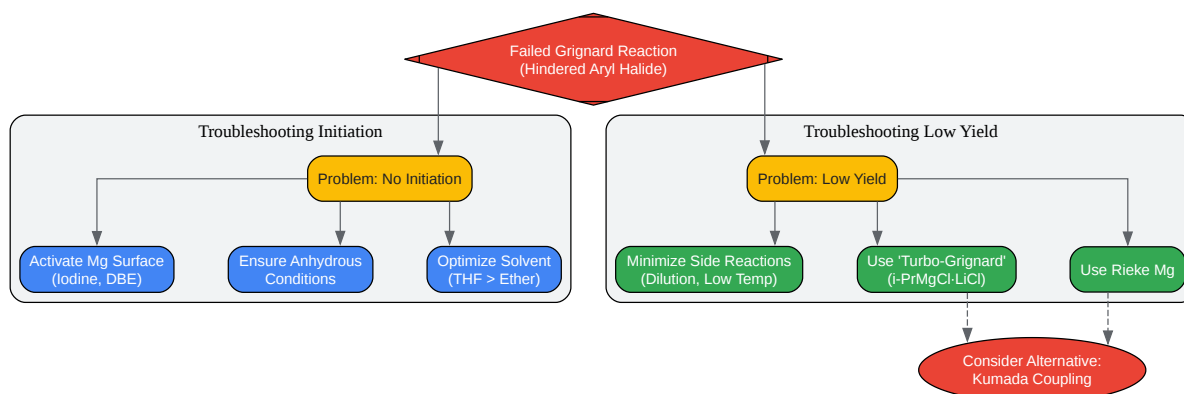 Failed Grignard Reaction
(Hindered Aryl Halide)
Troubleshooting Initiation
Problem: No Initiation
Activate Mg Surface
(Iodine, DBE)
Ensure Anhydrous
Conditions
Optimize Solvent
(THF > Ether)
Troubleshooting Low Yield
Problem: Low Yield
Minimize Side Reactions
(Dilution, Low Temp)
Use 'Turbo-Grignard'
(i-PrMgCl·LiCl)
Use Rieke Mg
Consider Alternative:
Kumada Coupling